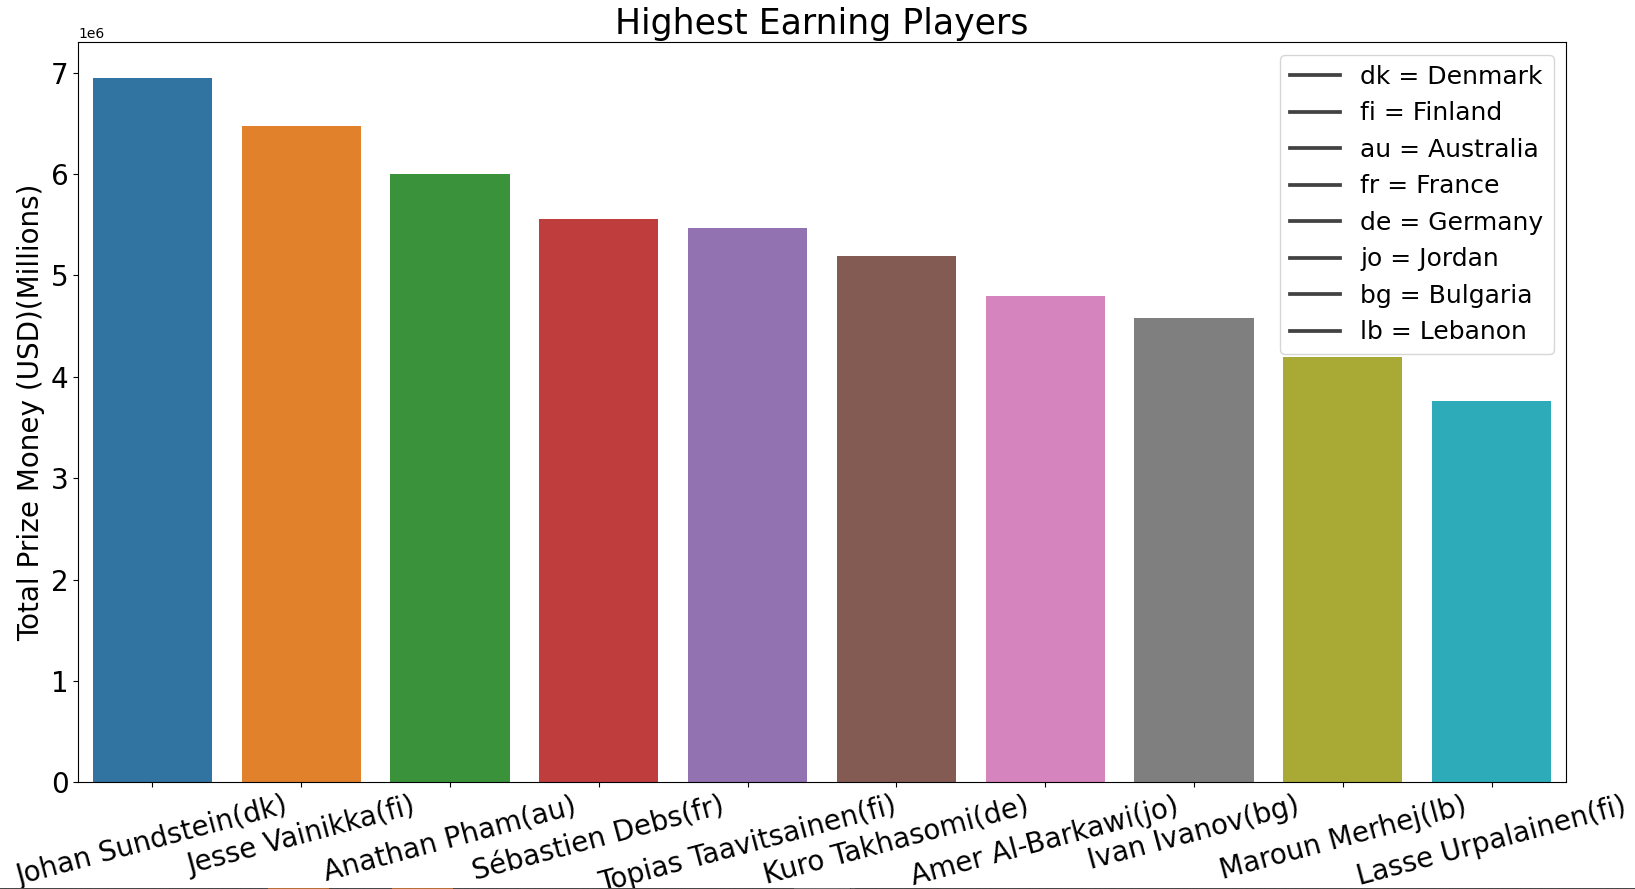 Highest Earning Players
1e6
Total Prize Money (USD)(Millions)
7
6
5
4
3
2
1
0
dk = Denmark
fi = Finland
au = Australia
fr = France
de = Germany
jo = Jordan
bg = Bulgaria
lb = Lebanon
Johan Sundstein(dk)
Jesse Vainikka(fi)
Anathan Pham(au)
Sébastien Debs(fr)
Topias Taavitsainen(fi)
Kuro Takhasomi(de)
Amer Al-Barkawi(jo)
Ivan Ivanov(bg)
Maroun Merhej(lb)
Lasse Urpalainen(fi)